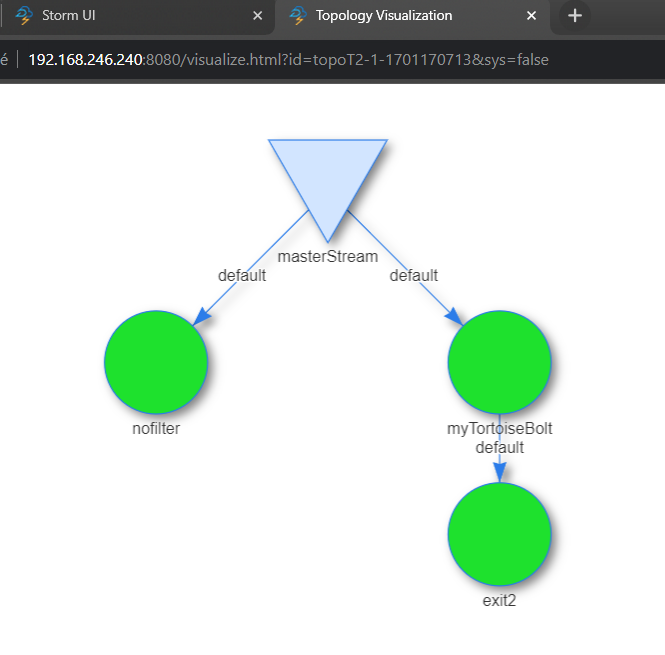 Storm UI
Topology Visualization
é 192.168.246.240:8080/visualize.html?id=topoT2-1-1701170713&sys=false
masterStream
default
default
nofilter
myTortoiseBolt
default
exit2